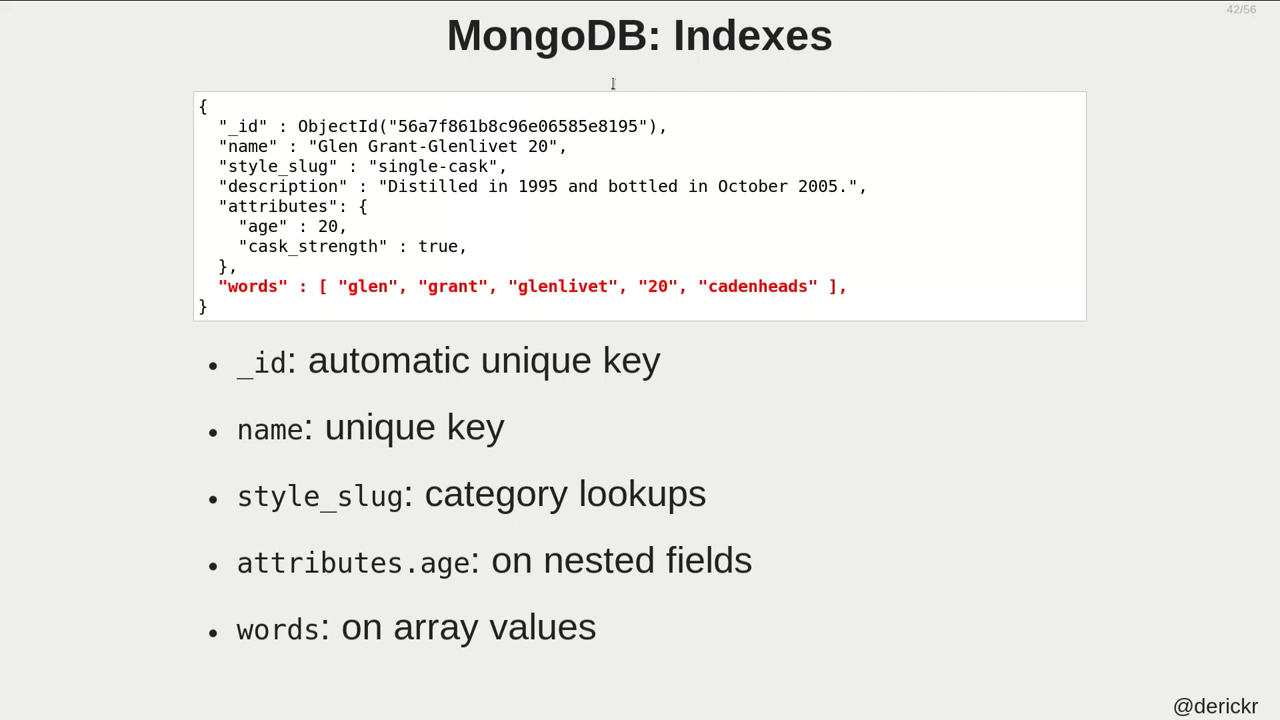 42/56
MongoDB: Indexes
{
  "_id" : ObjectId("56a7f861b8c96e06585e8195"),
  "name" : "Glen Grant-Glenlivet 20",
  "style_slug" : "single-cask",
  "description" : "Distilled in 1995 and bottled in October 2005.",
  "attributes": {
    "age" : 20,
    "cask_strength" : true,
  },
  "words" : [ "glen", "grant", "glenlivet", "20", "cadenheads" ],
}
• _id: automatic unique key
• name: unique key
• style_slug: category lookups
• attributes.age: on nested fields
• words: on array values
@derickr